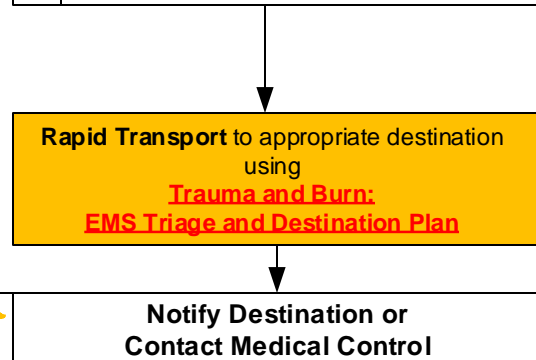 Rapid Transport to appropriate destination
using
Trauma and Burn:
EMS Triage and Destination Plan
Notify Destination or
Contact Medical Control